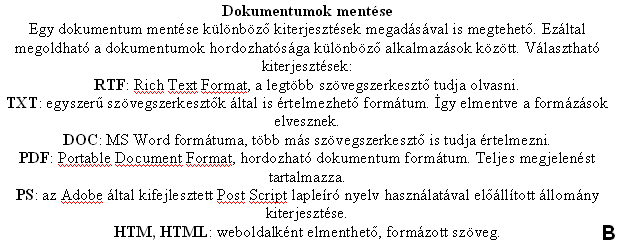 Dokumentumok mentése
Egy dokumentum mentése különböző kiterjesztések megadásával is megtehető. Ezáltal
megoldható a dokumentumok hordozhatósága különböző alkalmazások között. Választható
kiterjesztések:
RTF: Rich Text Format, a legtöbb szövegszerkesztő tudja olvasni.
TXT: egyszerű szövegszerkesztők által is értelmezhető formátum. Így elmentve a formázások
elvesznek.
DOC: MS Word formátuma, több más szövegszerkesztő is tudja értelmezni.
PDF: Portable Document Format, hordozható dokumentum formátum. Teljes megjelenést
tartalmazza.
PS: az Adobe által kifejlesztett Post Script lapleíró nyelv használatával előállított állomány
kiterjesztése.
HTM, HTML: weboldalként elmenthető, formázott szöveg.
B